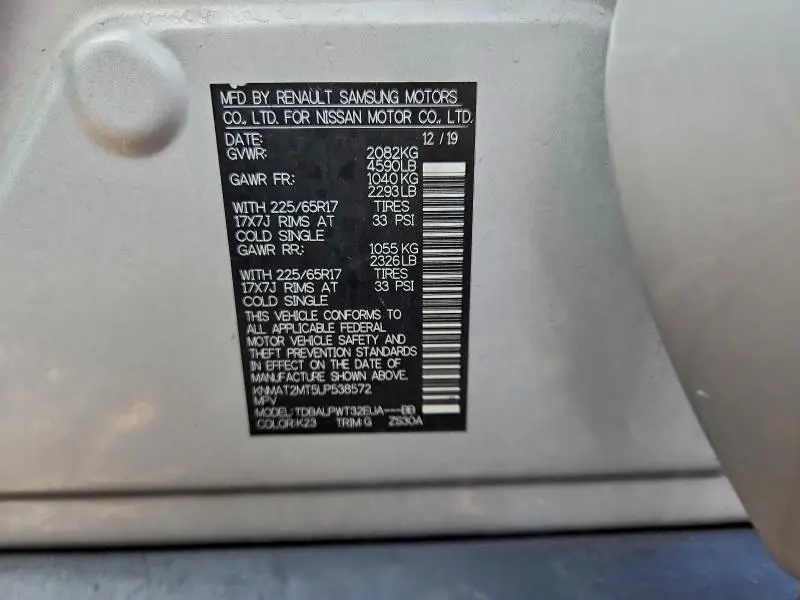 MFD BY RENAULT SAMSUNG MOTORS
CO., LTD. FOR NISSAN MOTOR CO., LTD.
DATE: 12 / 19
GVWR: 2082KG
4590LB
GAWR FR.: 1040 KG
2293 LB
WITH 225/65R17 TIRES
17X7J RIMS AT 33 PSI
COLD SINGLE
GAWR RR.: 1055 KG
2326LB
WITH 225/65R17 TIRES
17X7J RIMS AT 33 PSI
COLD SINGLE
THIS VEHICLE CONFORMS TO
ALL APPLICABLE FEDERAL
MOTOR VEHICLE SAFETY AND
THEFT PREVENTION STANDARDS
IN EFFECT ON THE DATE OF
MANUFACTURE SHOWN ABOVE.
KNMAT2MT5LP538572
MPV
MODEL: TDBALPWT32EUA---BB
COLOR:K23 TRIM:G ZS30A